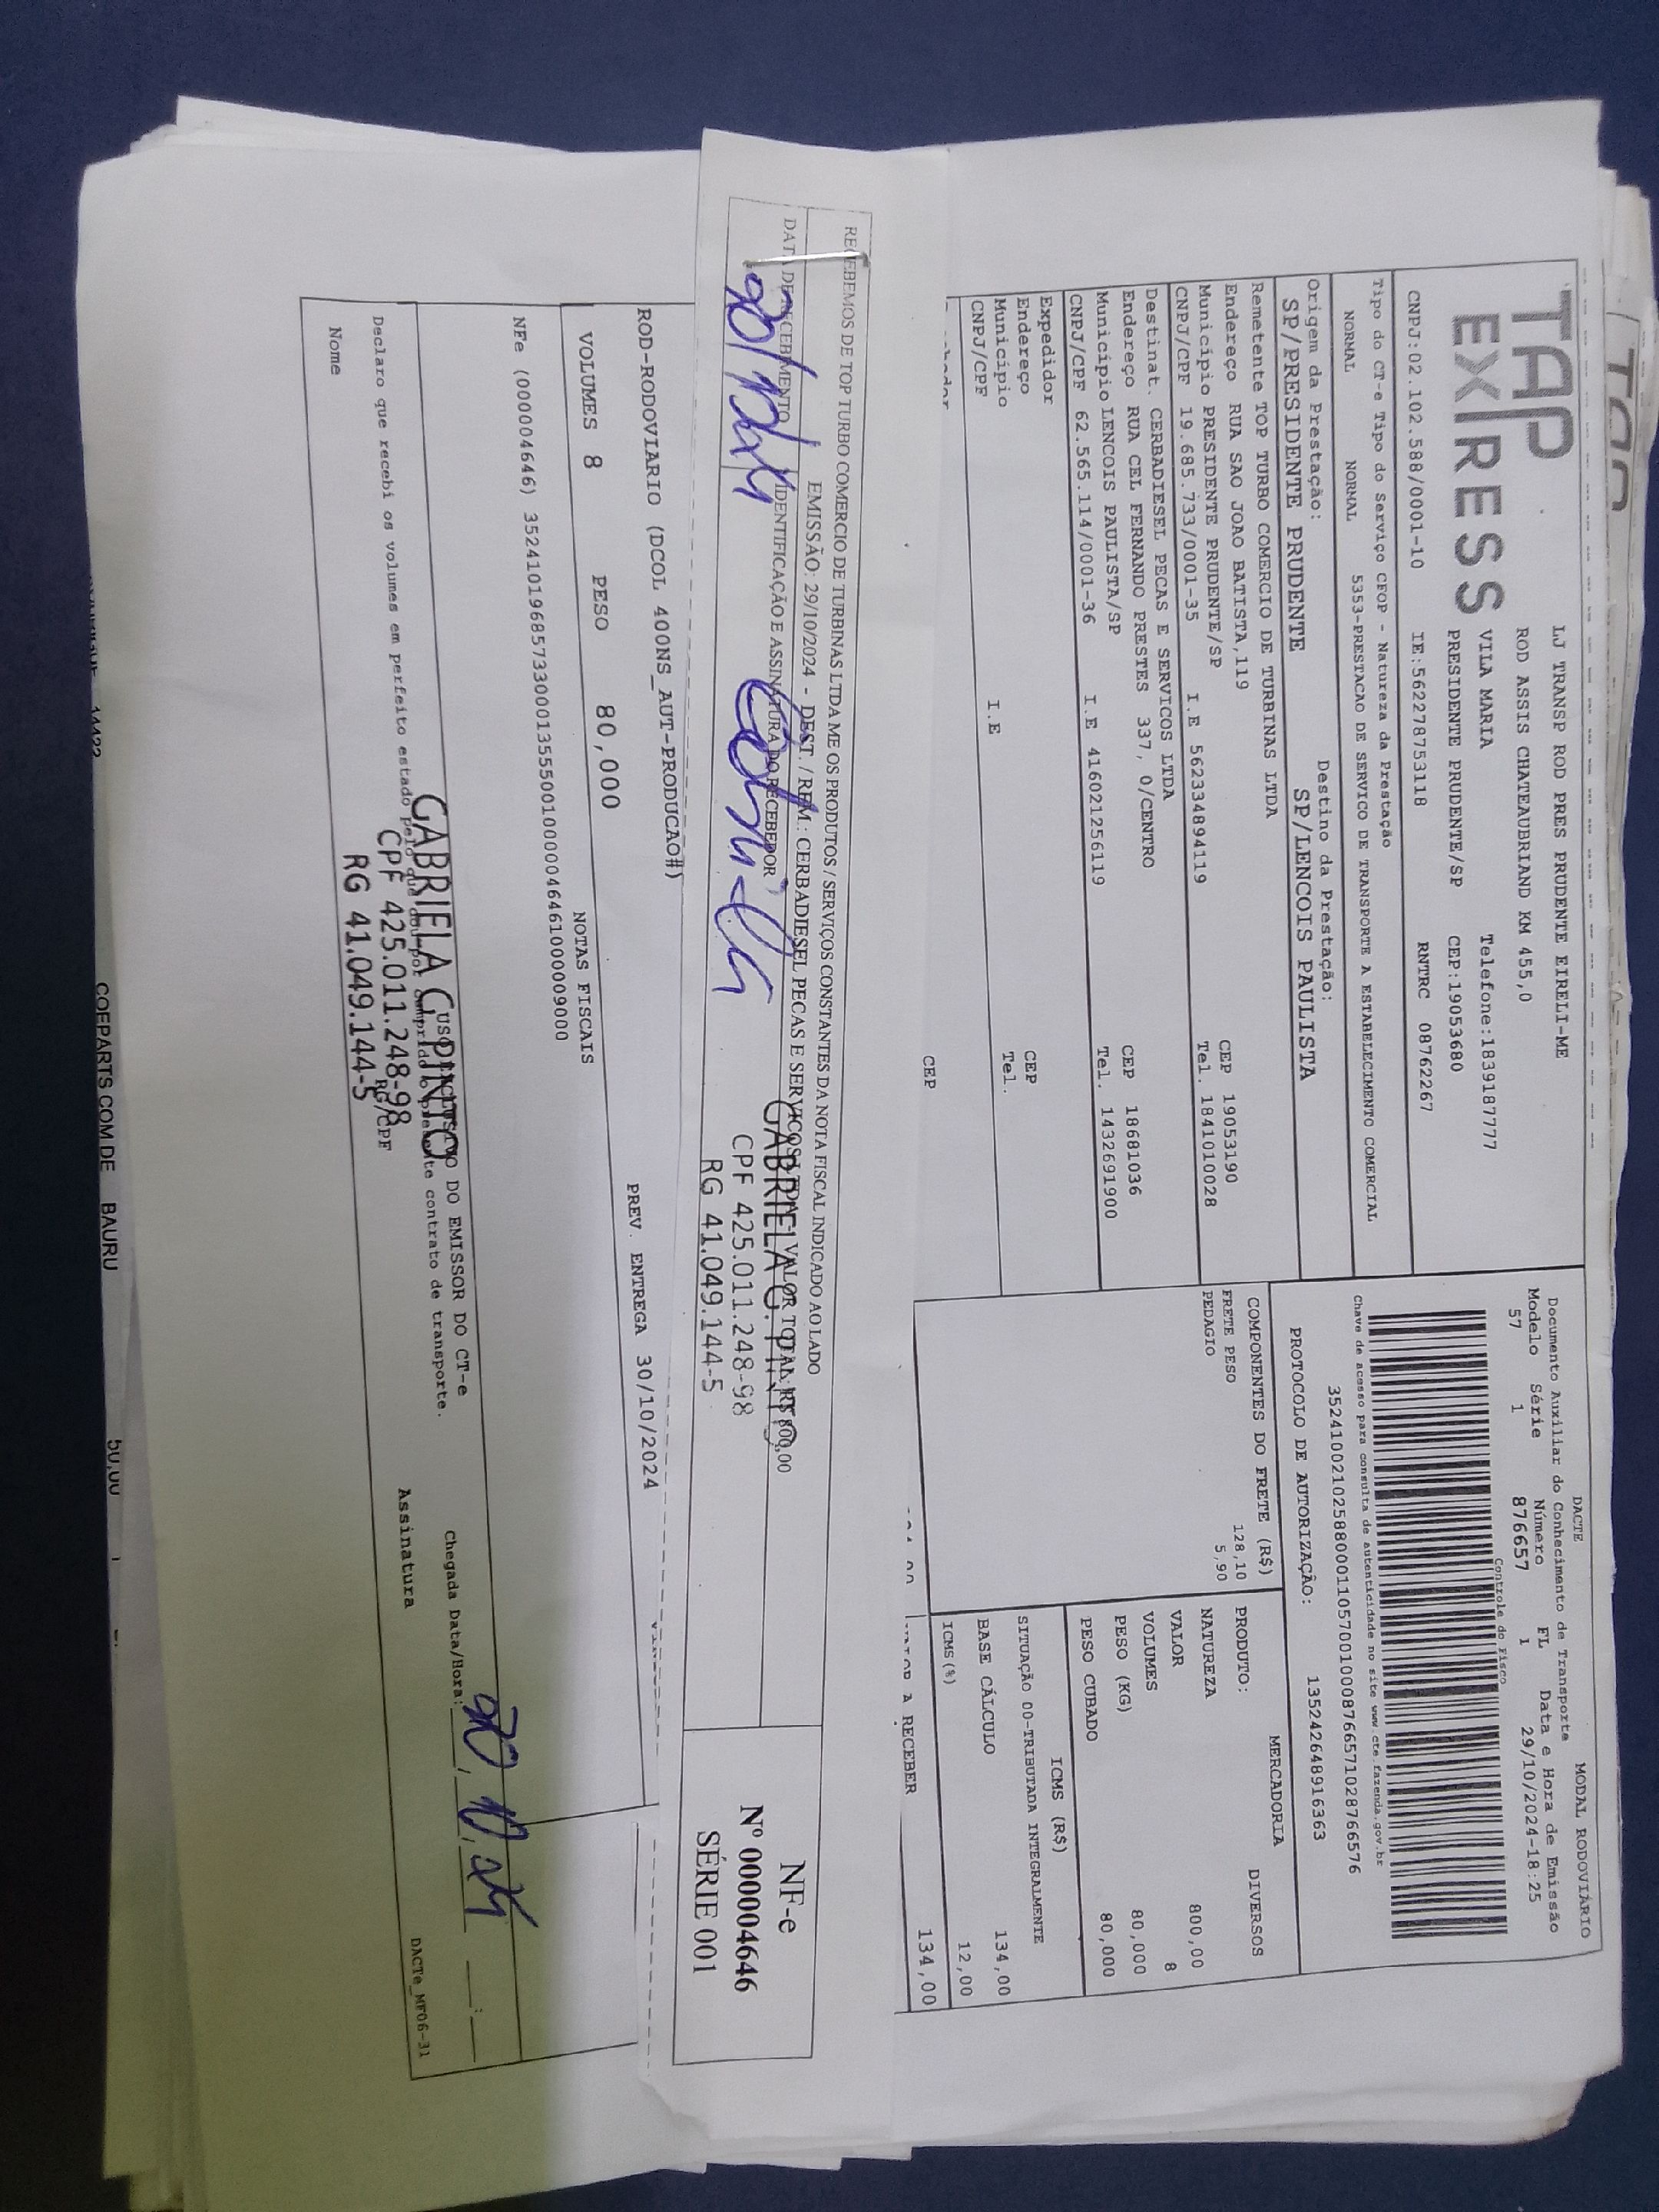 TAP
EXPRESS
LJ TRANSP ROD PRES PRUDENTE EIRELI-ME
ROD ASSIS CHATEAUBRIAND KM 455,0
VILA MARIA Telefone:1839187777
PRESIDENTE PRUDENTE/SP CEP:19053680
CNPJ:02.102.588/0001-10 IE:562278753118 RNTRC 08762267
DACTE MODAL RODOVIÁRIO
Documento Auxiliar do Conhecimento de Transporte
Modelo Série Número FL Data e Hora de Emissão
57 1 876657 1 29/10/2024-18:25
Controle do Fisco
Chave de acesso para consulta de autenticidade no site www.cte.fazenda.gov.br
35241002102588000110570010008766571028766576
PROTOCOLO DE AUTORIZAÇÃO: 135242648916363
Tipo do CT-e Tipo do Serviço CFOP - Natureza da Prestação
NORMAL NORMAL 5353-PRESTACAO DE SERVICO DE TRANSPORTE A ESTABELECIMENTO COMERCIAL
Origem da Prestação: Destino da Prestação:
SP/PRESIDENTE PRUDENTE SP/LENCOIS PAULISTA
Remetente TOP TURBO COMERCIO DE TURBINAS LTDA
Endereço RUA SAO JOAO BATISTA,119 CEP 19053190
Município PRESIDENTE PRUDENTE/SP Tel. 1841010028
CNPJ/CPF 19.685.733/0001-35 I.E 562334894119
Destinat. CERBADIESEL PECAS E SERVICOS LTDA
Endereço RUA CEL FERNANDO PRESTES 337, 0/CENTRO CEP 18681036
Município LENCOIS PAULISTA/SP Tel. 1432691900
CNPJ/CPF 62.565.114/0001-36 I.E 416021256119
Expedidor
Endereço CEP
Município Tel.
CNPJ/CPF I.E
CEP
COMPONENTES DO FRETE (R$)
FRETE PESO 128,10
PEDAGIO 5,90
MERCADORIA
PRODUTO: DIVERSOS
NATUREZA
VALOR 800,00
VOLUMES 8
PESO (KG) 80,000
PESO CUBADO 80,000
ICMS (R$)
SITUAÇÃO 00-TRIBUTADA INTEGRALMENTE
BASE CÁLCULO 134,00
ICMS(%) 12,00
VALOR A RECEBER 134,00
RECEBEMOS DE TOP TURBO COMERCIO DE TURBINAS LTDA ME OS PRODUTOS / SERVIÇOS CONSTANTES DA NOTA FISCAL INDICADO AO LADO
EMISSÃO: 29/10/2024 - DEST. / REM.: CERBADIESEL PECAS E SERVICOS LTDA - VALOR TOTAL: R$ 800,00
DATA DE RECEBIMENTO IDENTIFICAÇÃO E ASSINATURA DO RECEBEDOR
GABRIELA G. PINTO
CPF 425.011.248-98
RG 41.049.144-5
NF-e
Nº 000004646
SÉRIE 001
ROD-RODOVIARIO (DCOL 400NS_AUT-PRODUCAO#) PREV. ENTREGA 30/10/2024
VOLUMES 8 PESO 80,000
NOTAS FISCAIS
NFe (000004646) 35241019685733000135550010000046461000009000
USO EXCLUSIVO DO EMISSOR DO CT-e
Chegada Data/Hora: 30, 10, 24 __:__
Declaro que recebi os volumes em perfeito estado pelo que dou por cumprido o presente contrato de transporte.
Nome RG/CPF Assinatura
GABRIELA G. PINTO
CPF 425.011.248-98
RG 41.049.144-5
DACTe_MF06-31
COEPARTS COM.DE BAURU 50,00